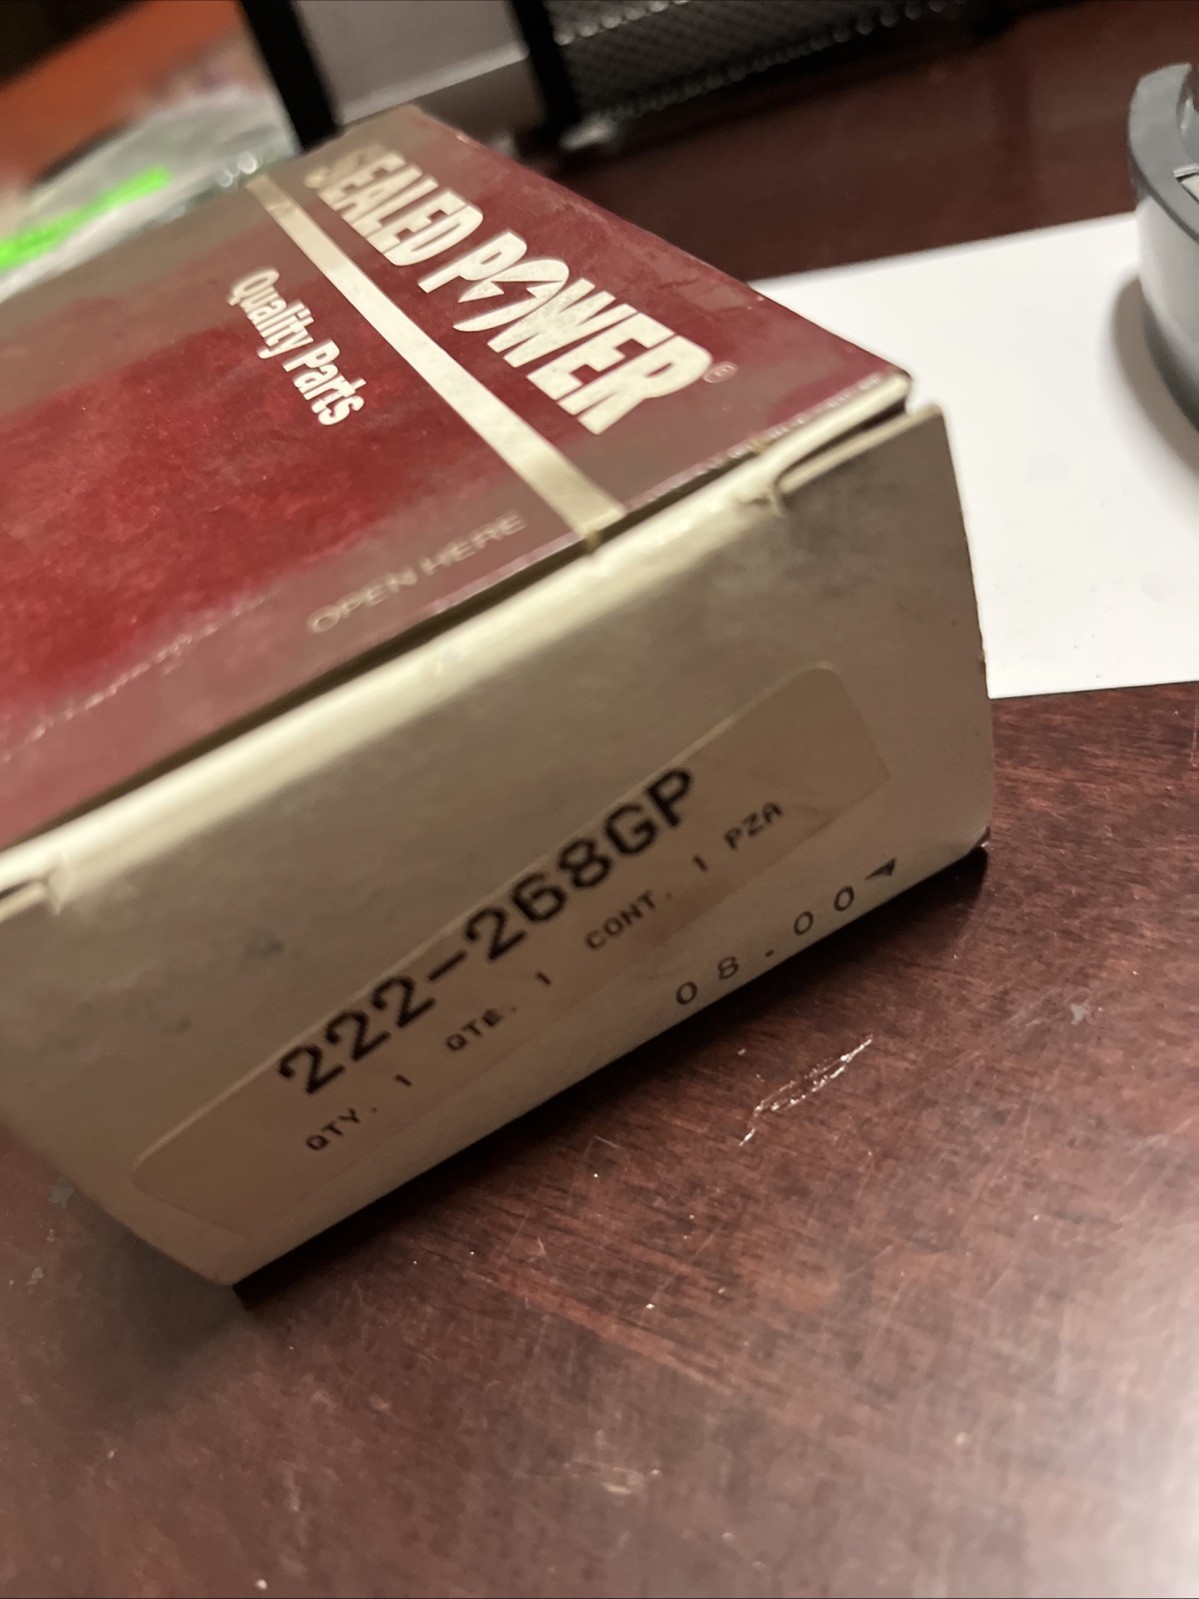 SEALED POWER®
Quality Parts
OPEN HERE
222-268GP
QTY. 1 QTE. 1 CONT. 1 PZA
08.00